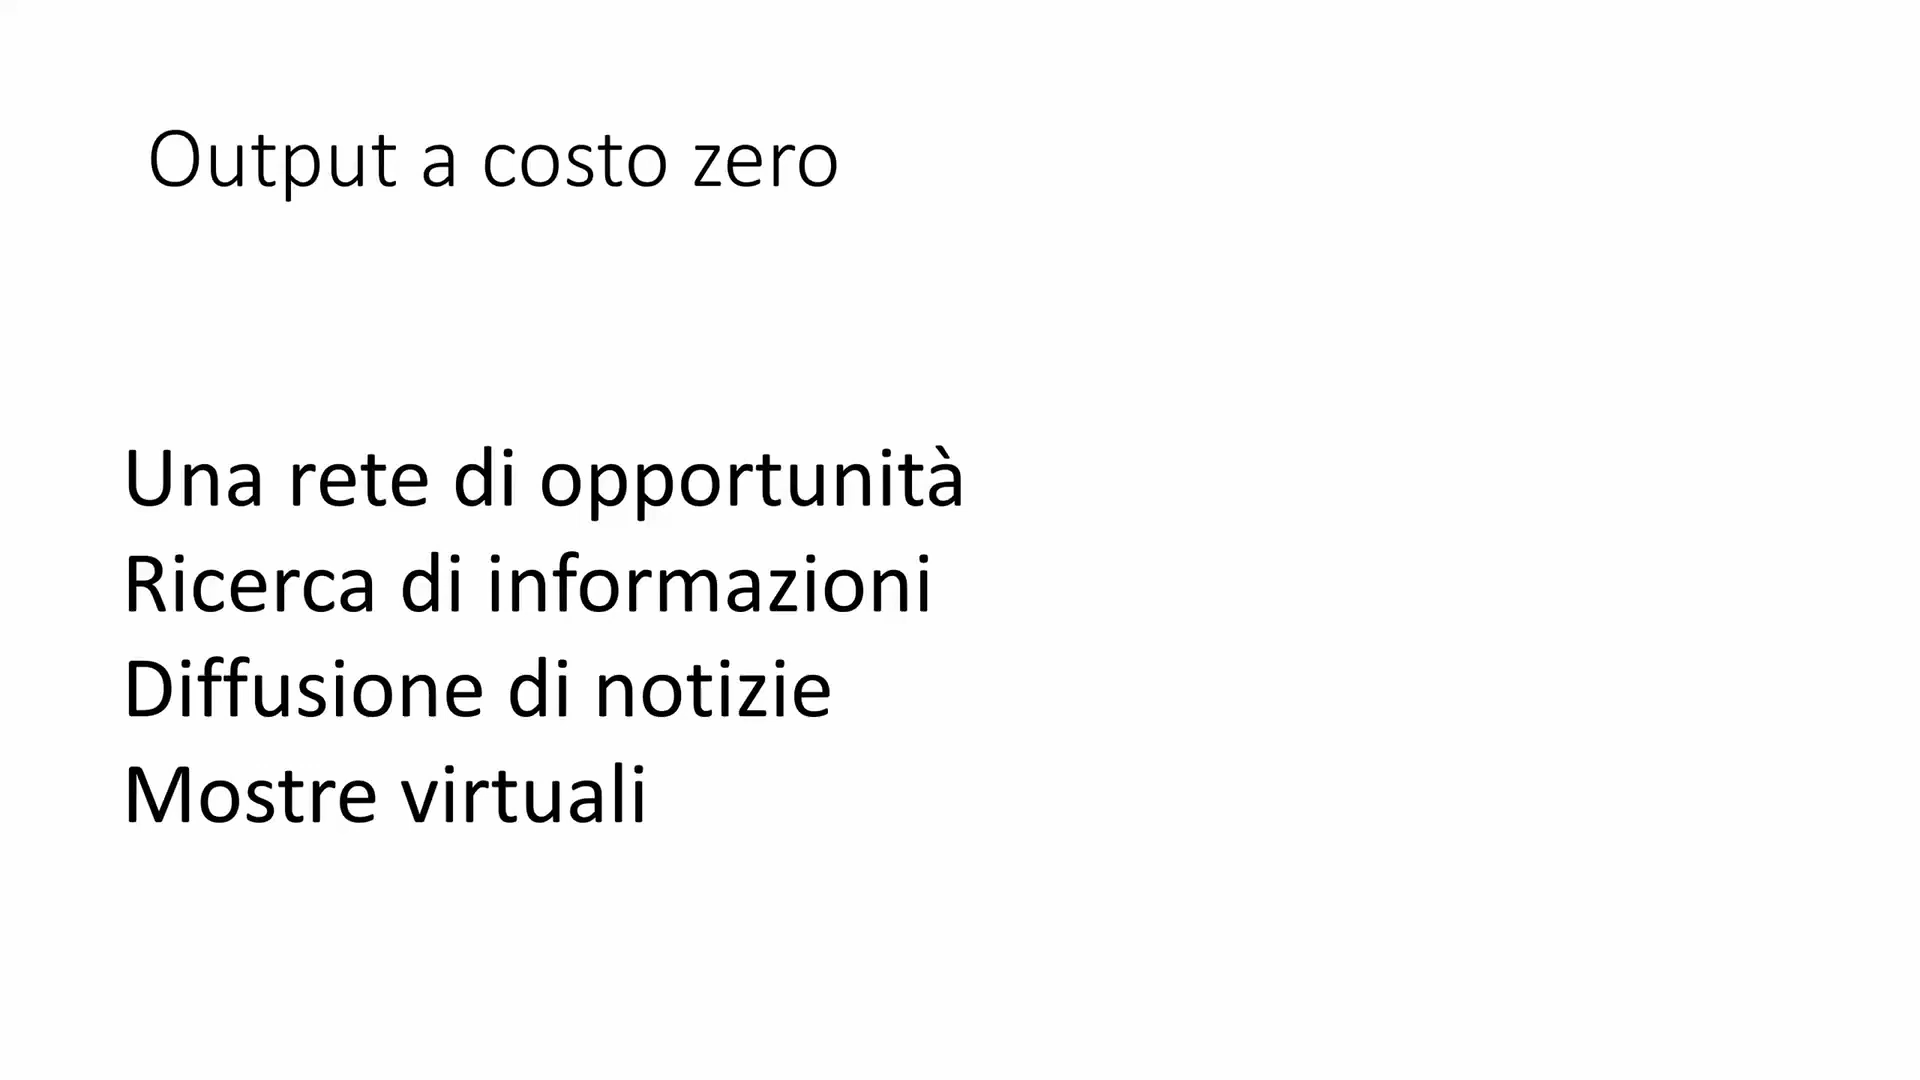 Output a costo zero
Una rete di opportunità
Ricerca di informazioni
Diffusione di notizie
Mostre virtuali